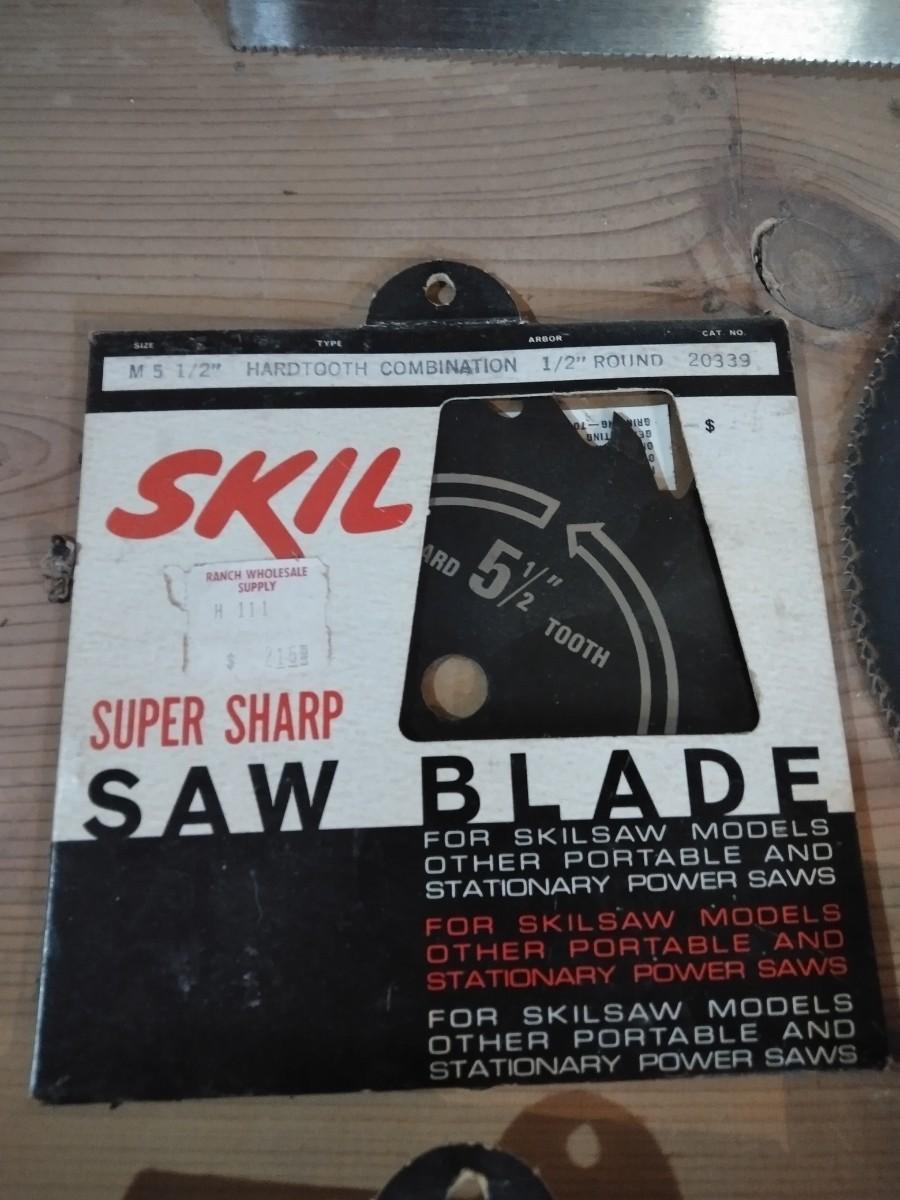 SIZE TYPE ARBOR CAT. NO.
M 5 1/2" HARDTOOTH COMBINATION 1/2" ROUND 20339
$
SKIL
RANCH WHOLESALE
SUPPLY
H 111
$
ARD 5 1/2" TOOTH
SUPER SHARP
SAW BLADE
FOR SKILSAW MODELS
OTHER PORTABLE AND
STATIONARY POWER SAWS
FOR SKILSAW MODELS
OTHER PORTABLE AND
STATIONARY POWER SAWS
FOR SKILSAW MODELS
OTHER PORTABLE AND
STATIONARY POWER SAWS